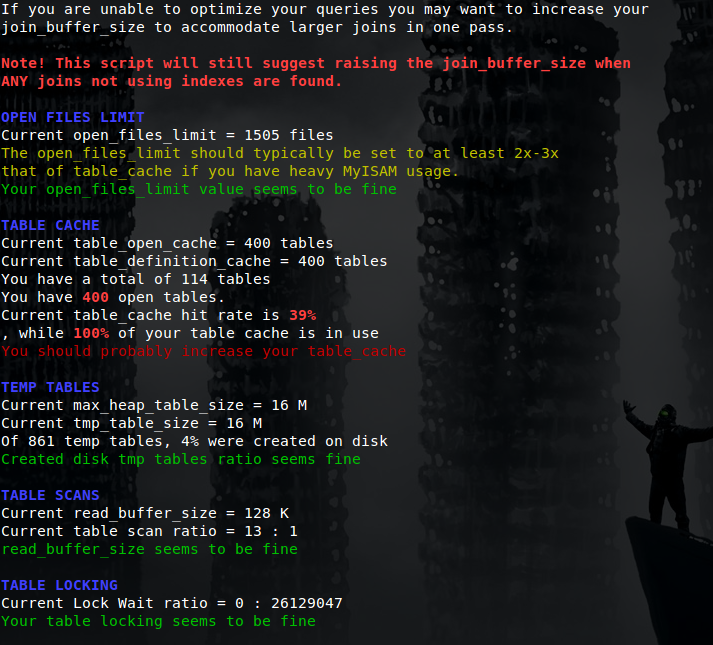 If you are unable to optimize your queries you may want to increase your
join_buffer_size to accommodate larger joins in one pass.
Note! This script will still suggest raising the join_buffer_size when
ANY joins not using indexes are found.
OPEN FILES LIMIT
Current open_files_limit = 1505 files
The open_files_limit should typically be set to at least 2x-3x
that of table_cache if you have heavy MyISAM usage.
Your open_files_limit value seems to be fine
TABLE CACHE
Current table_open_cache = 400 tables
Current table_definition_cache = 400 tables
You have a total of 114 tables
You have 400 open tables.
Current table_cache hit rate is 39%
, while 100% of your table cache is in use
You should probably increase your table_cache
TEMP TABLES
Current max_heap_table_size = 16 M
Current tmp_table_size = 16 M
Of 861 temp tables, 4% were created on disk
Created disk tmp tables ratio seems fine
TABLE SCANS
Current read_buffer_size = 128 K
Current table scan ratio = 13 : 1
read_buffer_size seems to be fine
TABLE LOCKING
Current Lock Wait ratio = 0 : 26129047
Your table locking seems to be fine